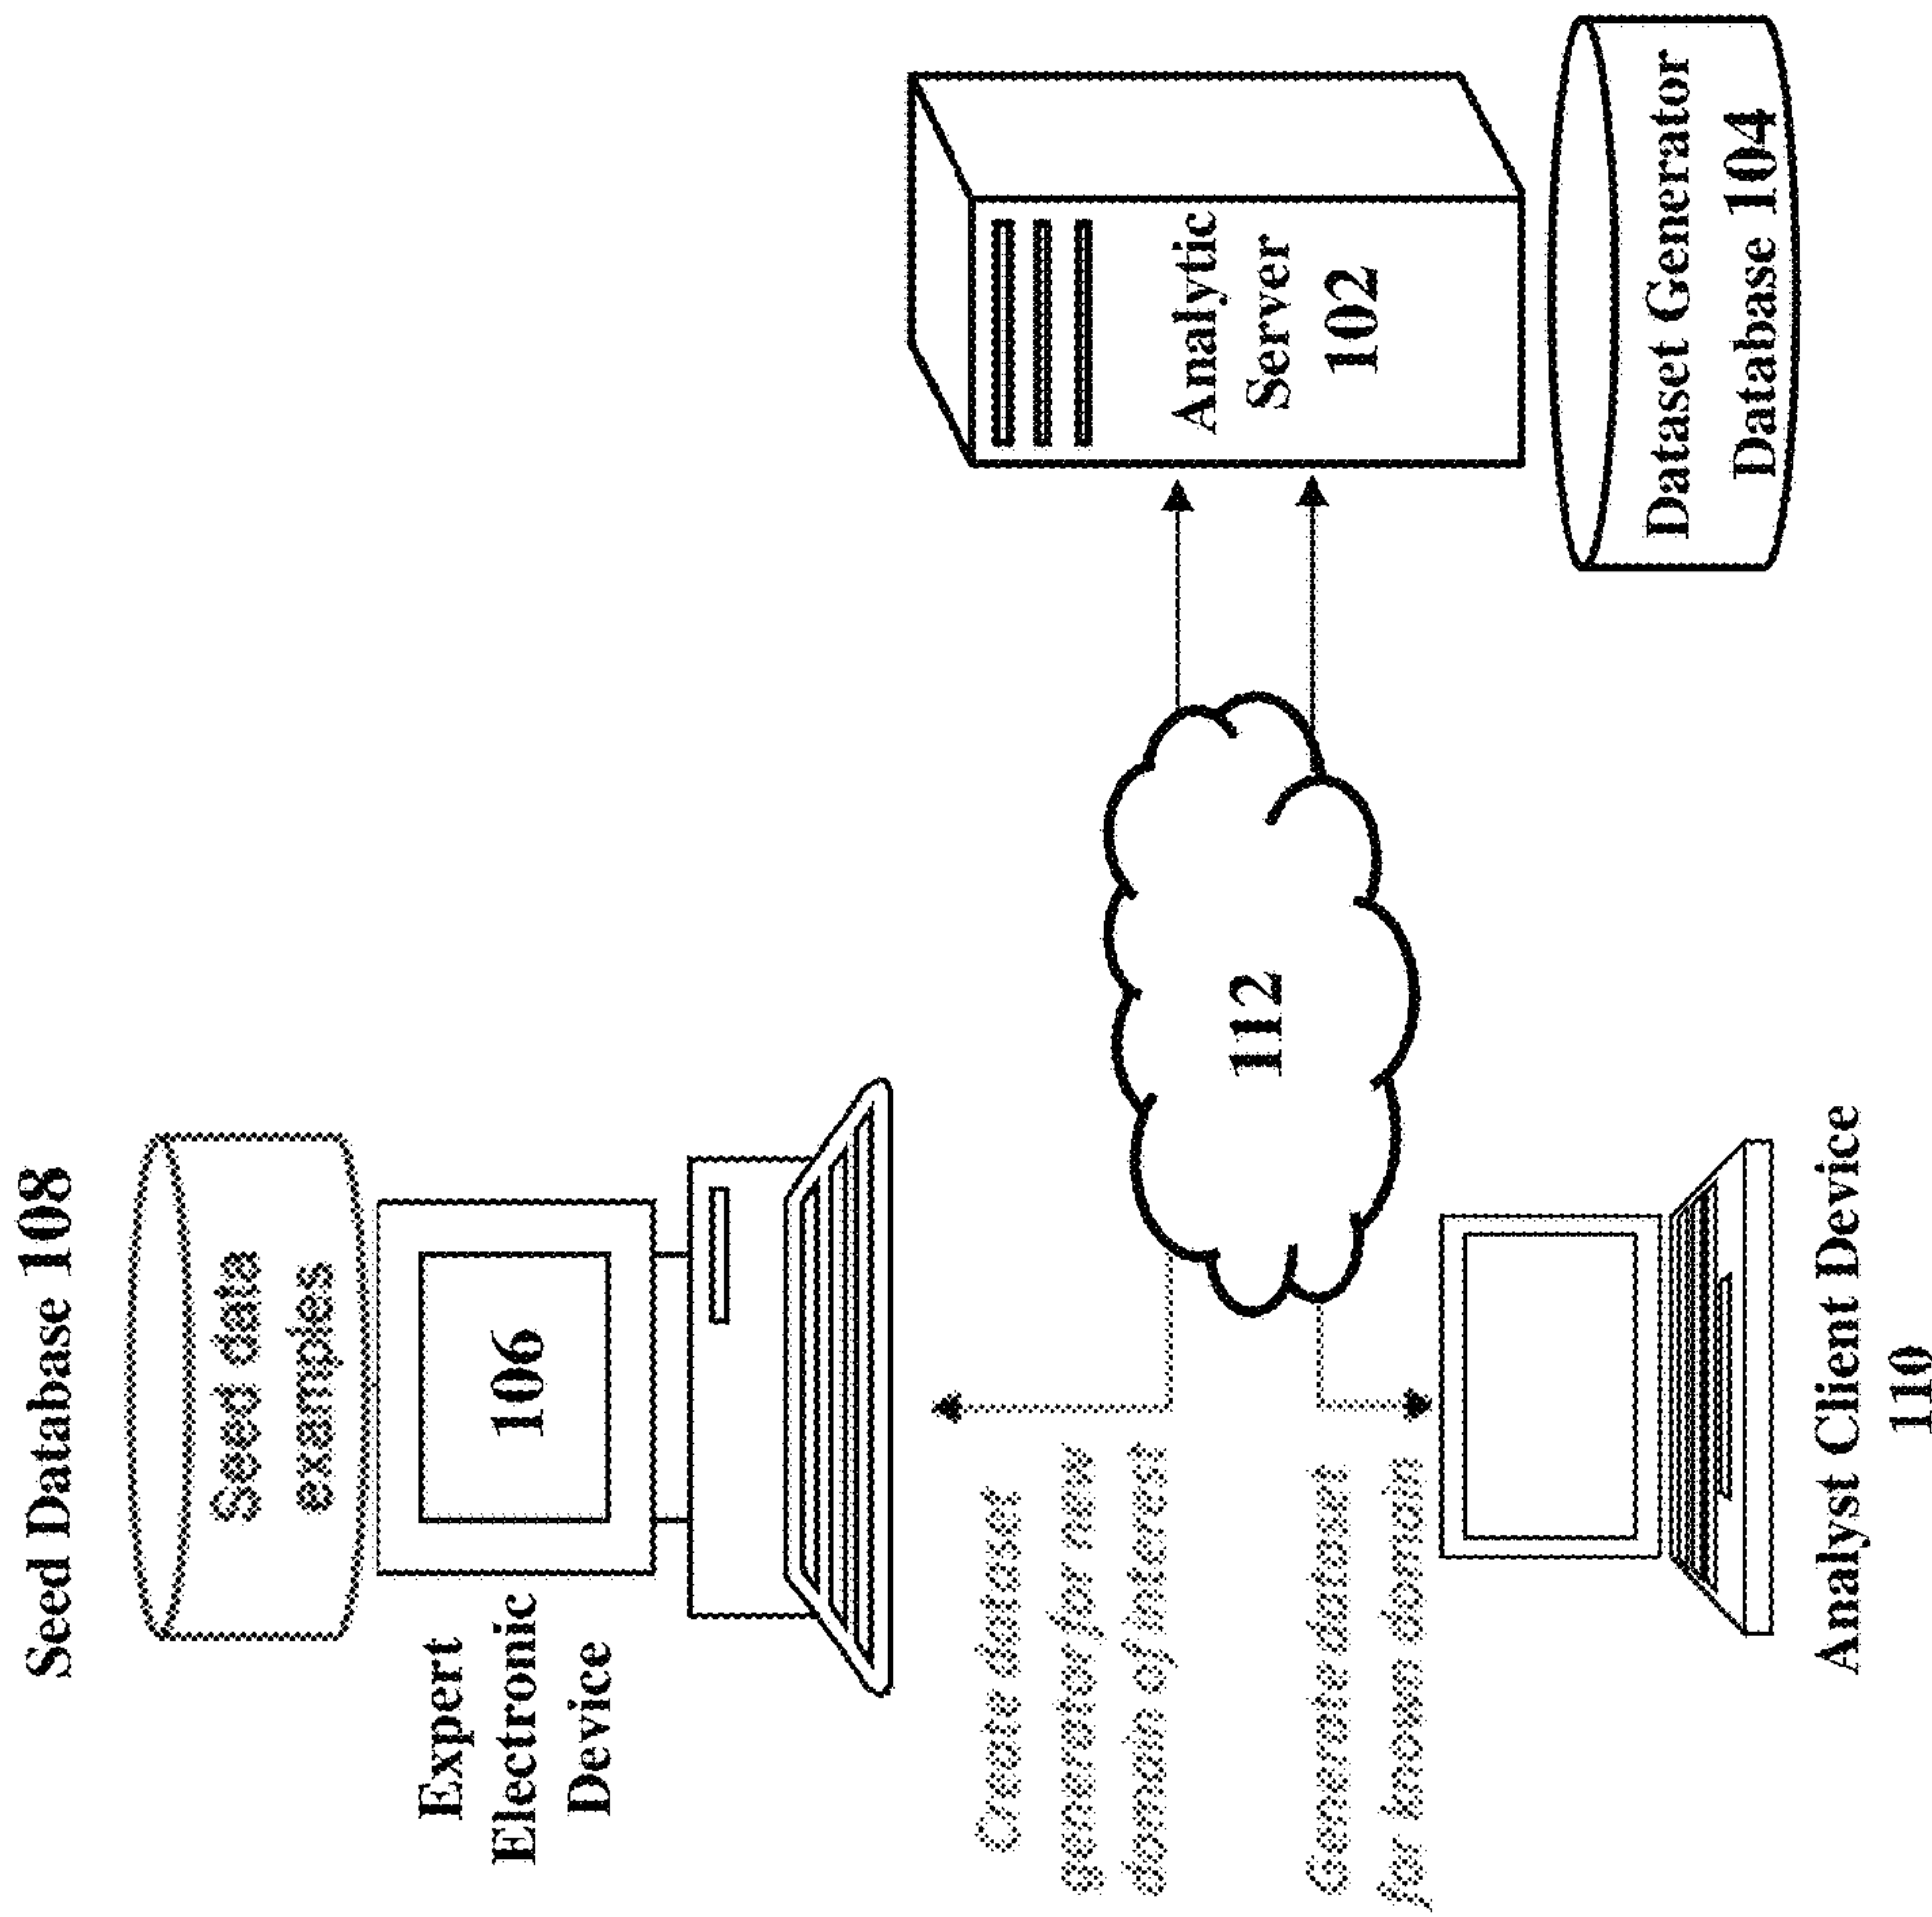 Seed Database 108
Seed data
examples
Expert
Electronic
Device
106
Create dataset
generator for new
domain of interest
Generate dataset
for known domain
112
Analytic
Server
102
Dataset Generator
Database 104
Analyst Client Device
110